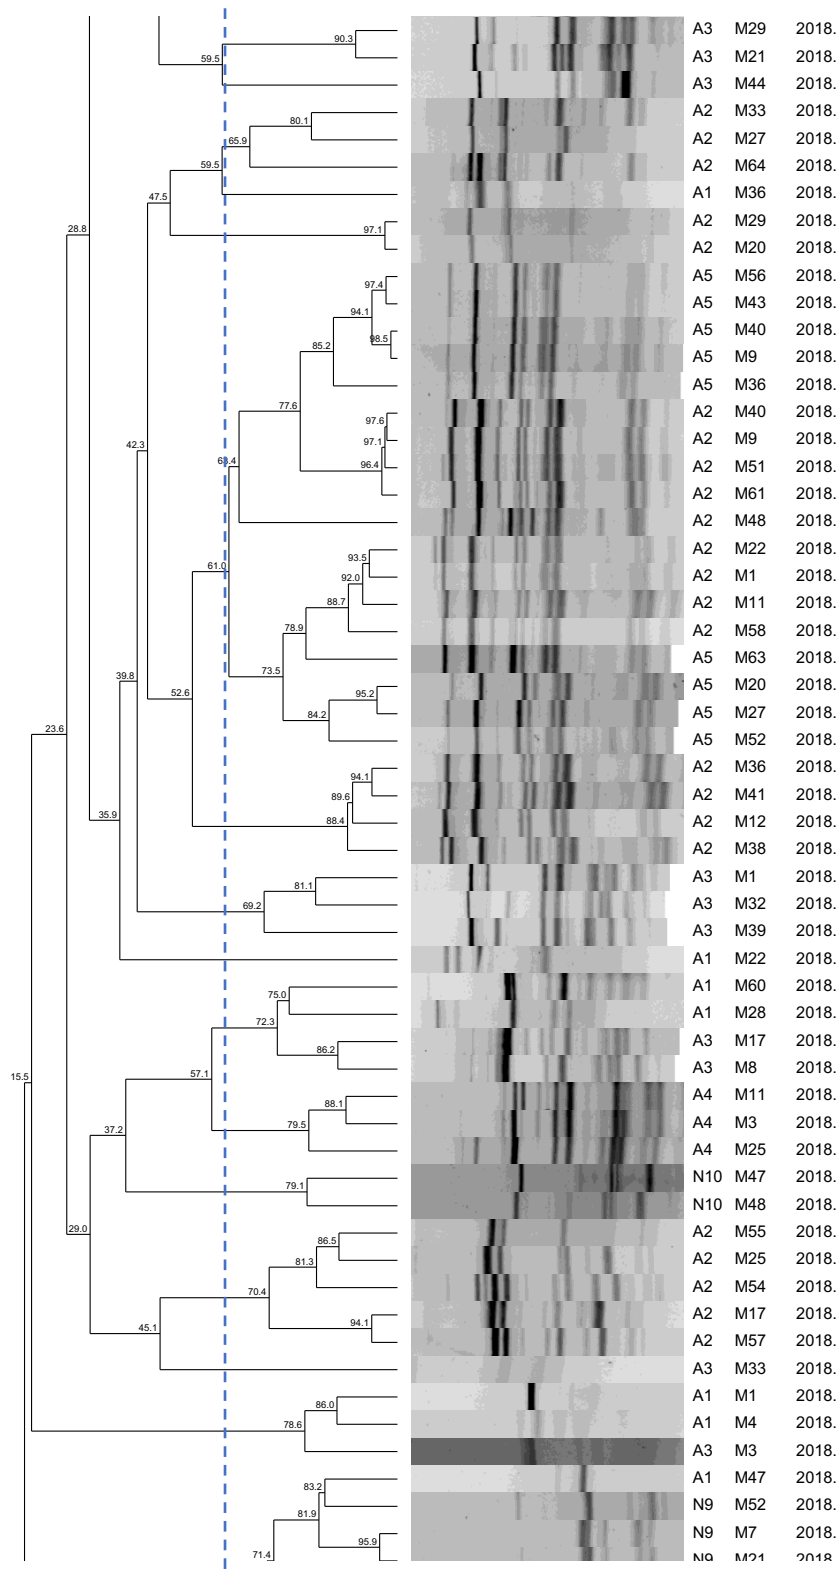 A3 M29 2018.
90.3
A3 M21 2018.
59.5
A3 M44 2018.
A2 M33 2018.
80.1
A2 M27 2018.
65.9
A2 M64 2018.
59.5
A1 M36 2018.
47.5
A2 M29 2018.
28.8
97.1
A2 M20 2018.
A5 M56 2018.
97.4
A5 M43 2018.
94.1
A5 M40 2018.
98.5
85.2
A5 M9 2018.
A5 M36 2018.
77.6
A2 M40 2018.
97.6
A2 M9 2018.
42.3
97.1
63.4
96.4
A2 M51 2018.
A2 M61 2018.
A2 M48 2018.
A2 M22 2018.
93.5
61.0
92.0
A2 M1 2018.
88.7
A2 M11 2018.
78.9
A2 M58 2018.
A5 M63 2018.
73.5
39.8
A5 M20 2018.
95.2
52.6
A5 M27 2018.
84.2
23.6
A5 M52 2018.
A2 M36 2018.
94.1
A2 M41 2018.
89.6
35.9
88.4
A2 M12 2018.
A2 M38 2018.
A3 M1 2018.
81.1
A3 M32 2018.
69.2
A3 M39 2018.
A1 M22 2018.
A1 M60 2018.
75.0
A1 M28 2018.
72.3
A3 M17 2018.
86.2
A3 M8 2018.
57.1
15.5
A4 M11 2018.
88.1
A4 M3 2018.
79.5
37.2
A4 M25 2018.
N10 M47 2018.
79.1
N10 M48 2018.
29.0
A2 M55 2018.
86.5
A2 M25 2018.
81.3
A2 M54 2018.
70.4
A2 M17 2018.
94.1
45.1
A2 M57 2018.
A3 M33 2018.
A1 M1 2018.
86.0
A1 M4 2018.
78.6
A3 M3 2018.
A1 M47 2018.
83.2
N9 M52 2018.
81.9
N9 M7 2018.
95.9
71.4
N9 M21 2018.